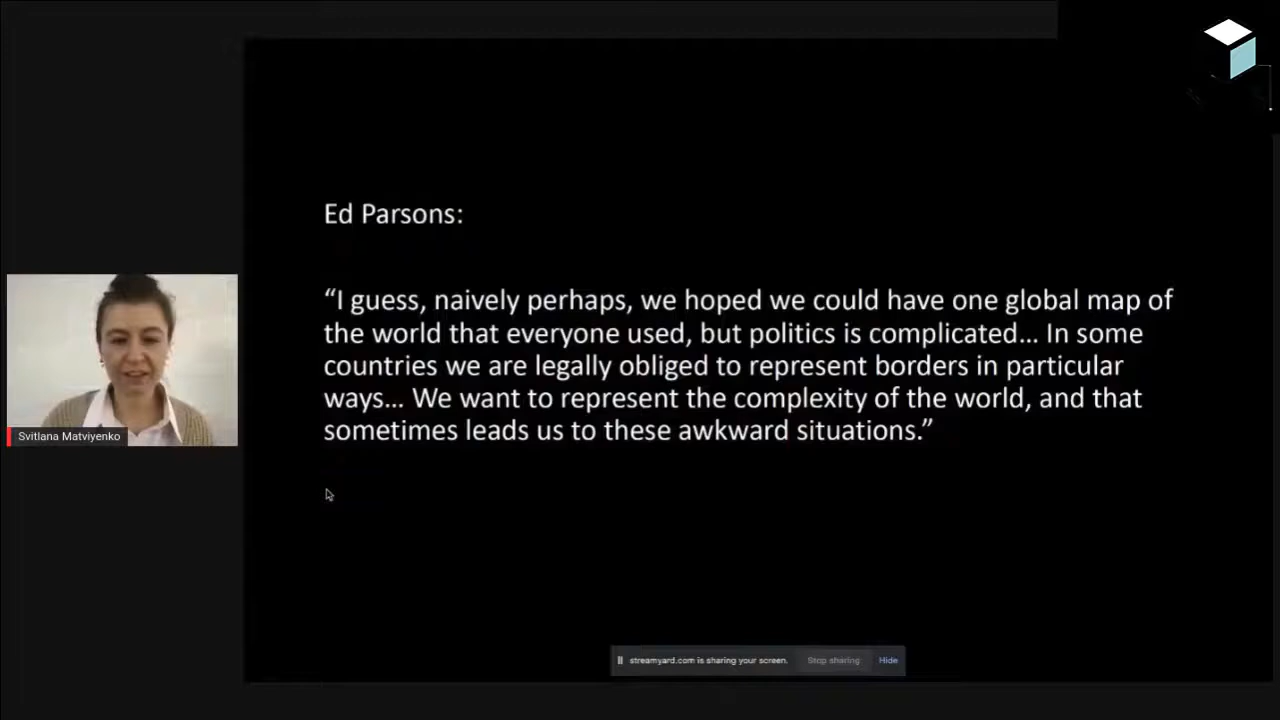 Ed Parsons:
“I guess, naively perhaps, we hoped we could have one global map of
the world that everyone used, but politics is complicated… In some
countries we are legally obliged to represent borders in particular
ways… We want to represent the complexity of the world, and that
sometimes leads us to these awkward situations.”
Svitlana Matviyenko
streamyard.com is sharing your screen. Stop sharing Hide